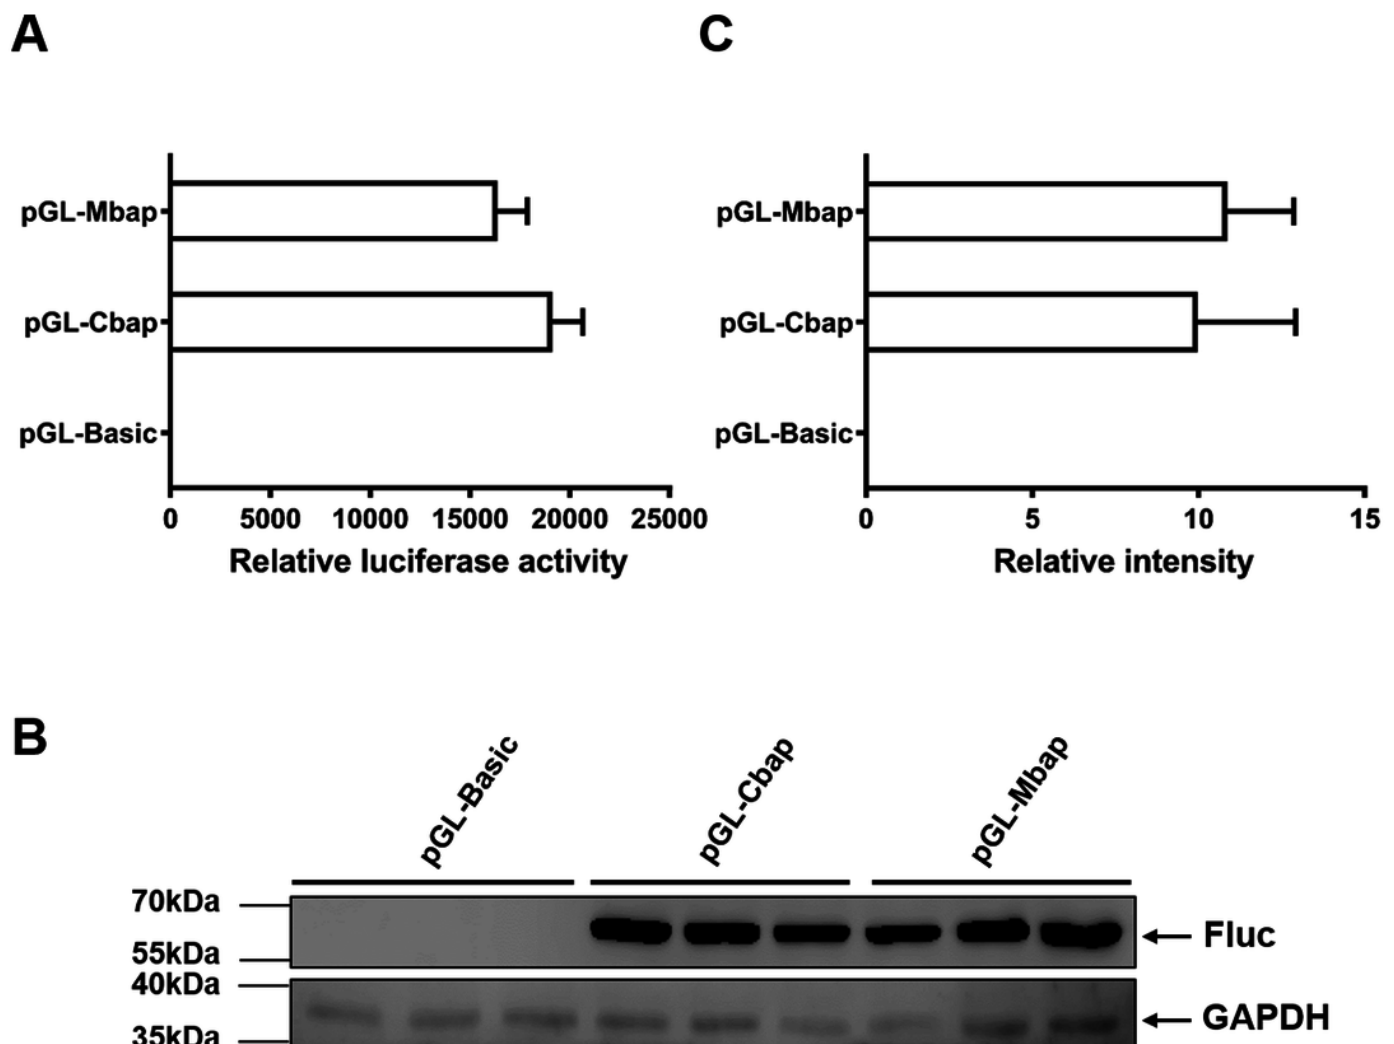 A
C
pGL-Mbap
pGL-Cbap
pGL-Basic
0 5000 10000 15000 20000 25000
Relative luciferase activity
pGL-Mbap
pGL-Cbap
pGL-Basic
0 5 10 15
Relative intensity
B
pGL-Basic
pGL-Cbap
pGL-Mbap
70kDa
55kDa
Fluc
40kDa
35kDa
GAPDH